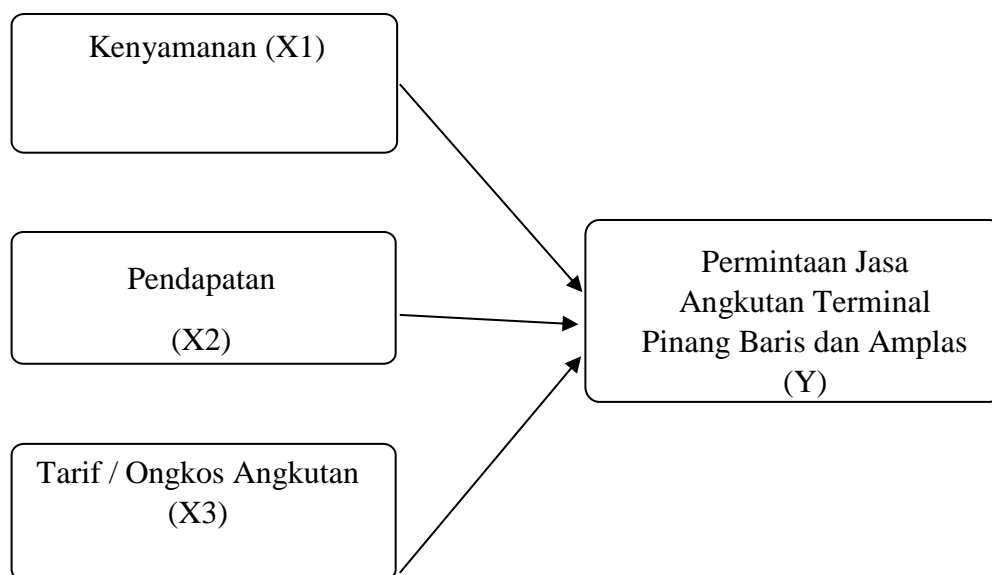 Kenyamanan (X1)
Pendapatan
(X2)
Tarif / Ongkos Angkutan
(X3)
Permintaan Jasa
Angkutan Terminal
Pinang Baris dan Amplas
(Y)